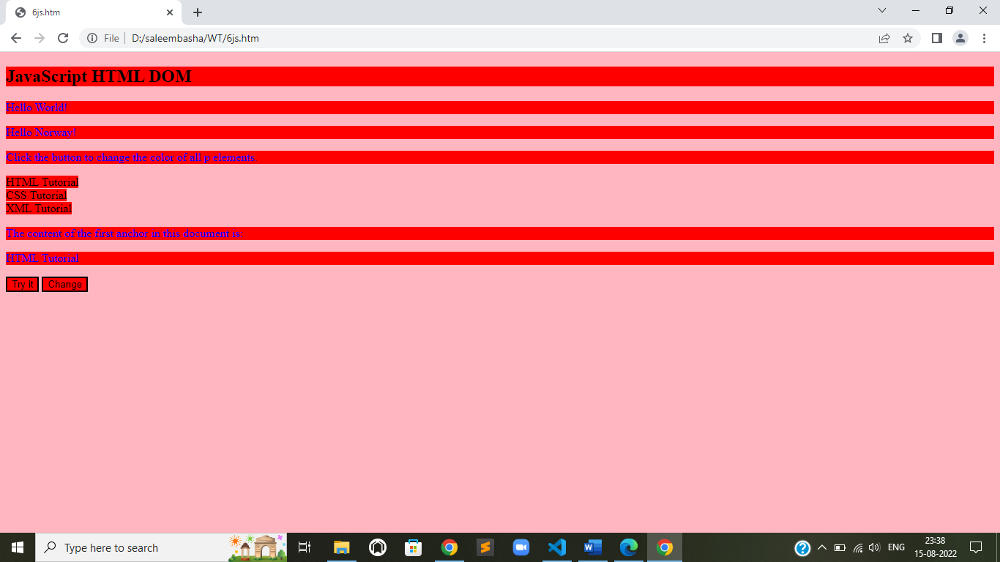 6js.htm
File D:/saleembasha/WT/6js.htm
JavaScript HTML DOM
Hello World!
Hello Norway!
Click the button to change the color of all p elements.
HTML Tutorial
CSS Tutorial
XML Tutorial
The content of the first anchor in this document is:
HTML Tutorial
Try it Change
Type here to search
ENG
23:38
15-08-2022